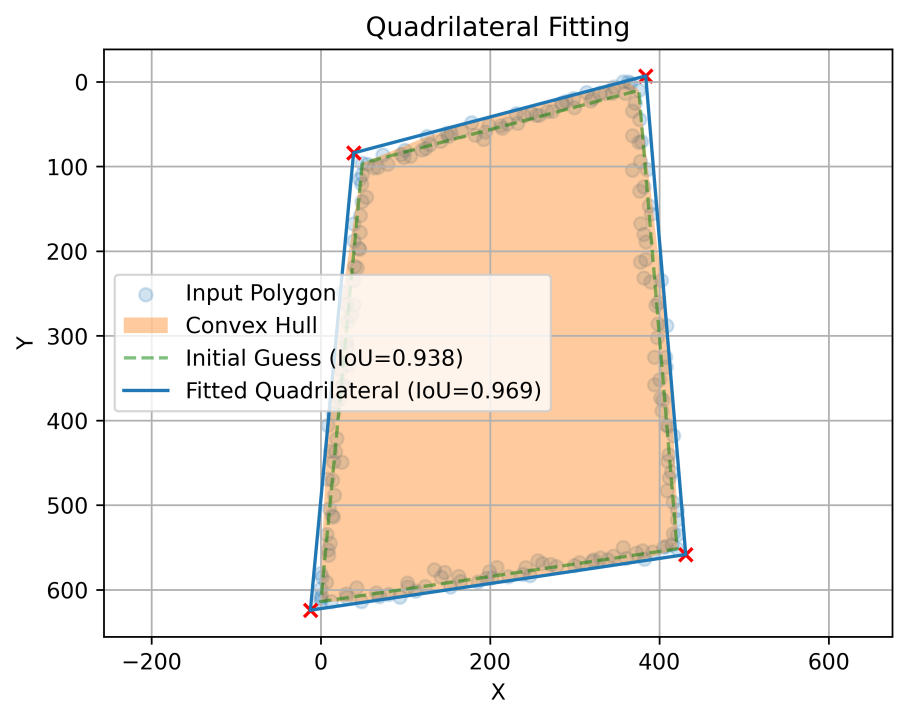 Quadrilateral Fitting
0
100
200
300
400
500
600
Y
Input Polygon
Convex Hull
Initial Guess (IoU=0.938)
Fitted Quadrilateral (IoU=0.969)
−200
0
200
400
600
X